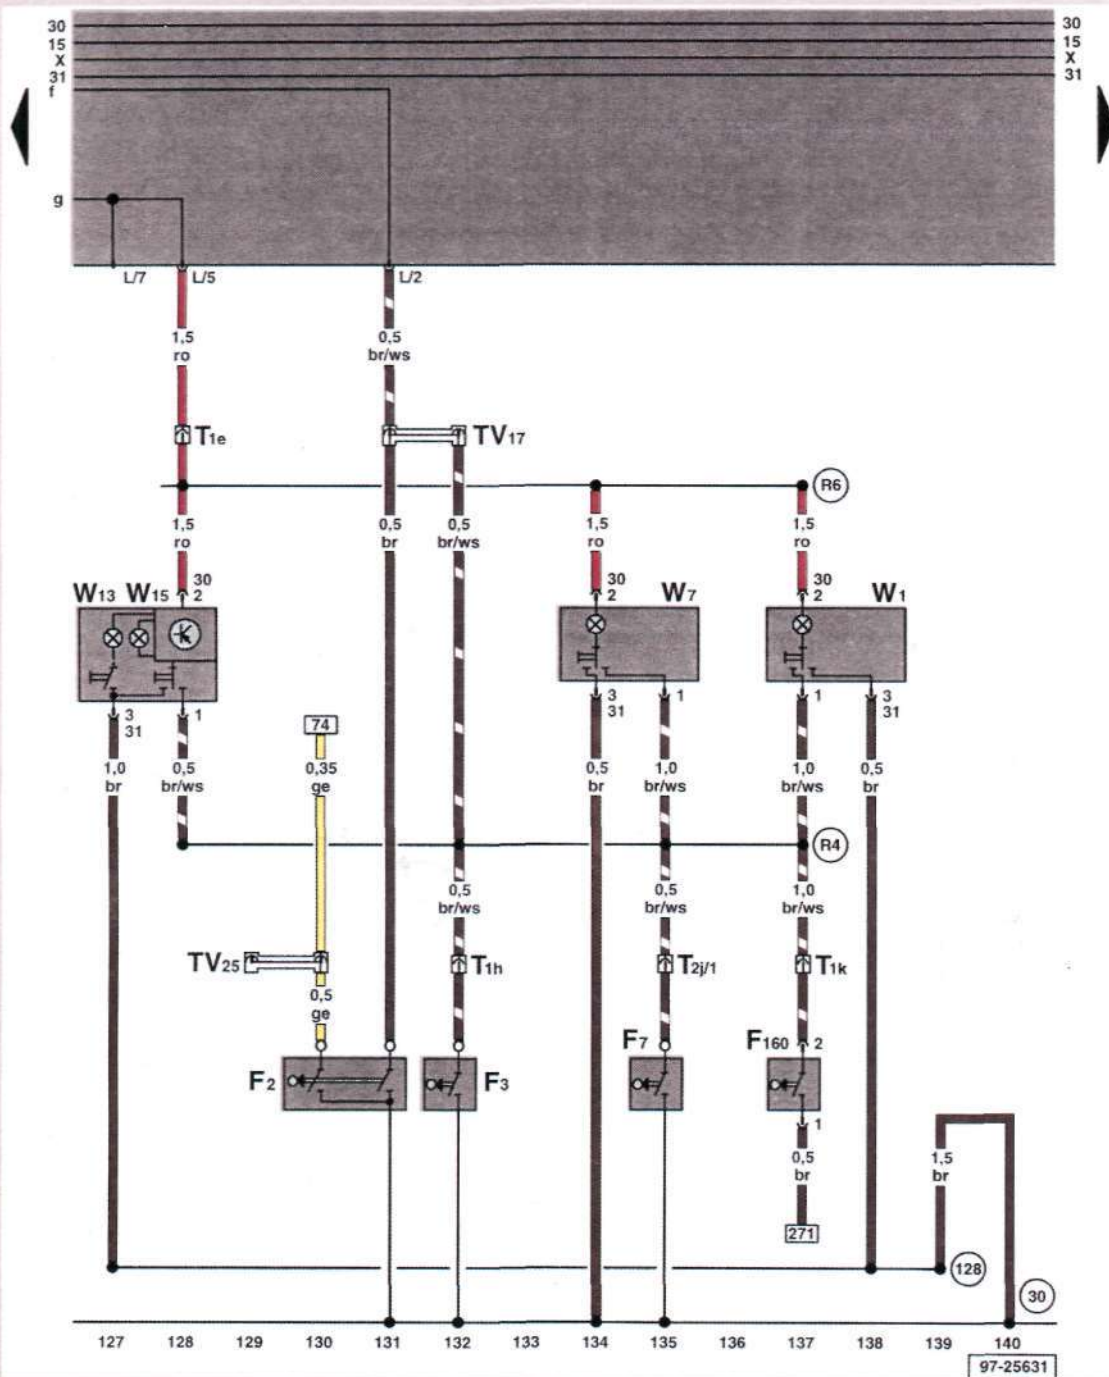 30 30
15 15
X X
31 31
f
g
L/7 L/5 L/2
1,5 0,5
ro br/ws
T1e TV17
R6
1,5 0,5 0,5 1,5 1,5
ro br br/ws ro ro
30 30 30
W13 W15 2 2 W7 2 W1
3 1 3 1 1 3
31 31 31
74
1,0 0,5 0,35 0,5 1,0 1,0 0,5
br br/ws ge br br/ws br/ws br
R4
0,5 0,5 1,0
br/ws br/ws br/ws
TV25 T1h T2j/1 T1k
0,5
ge
F7 F160 2
F2 F3
1
0,5 1,5
br br
271
128
30
127 128 129 130 131 132 133 134 135 136 137 138 139 140
97-25631